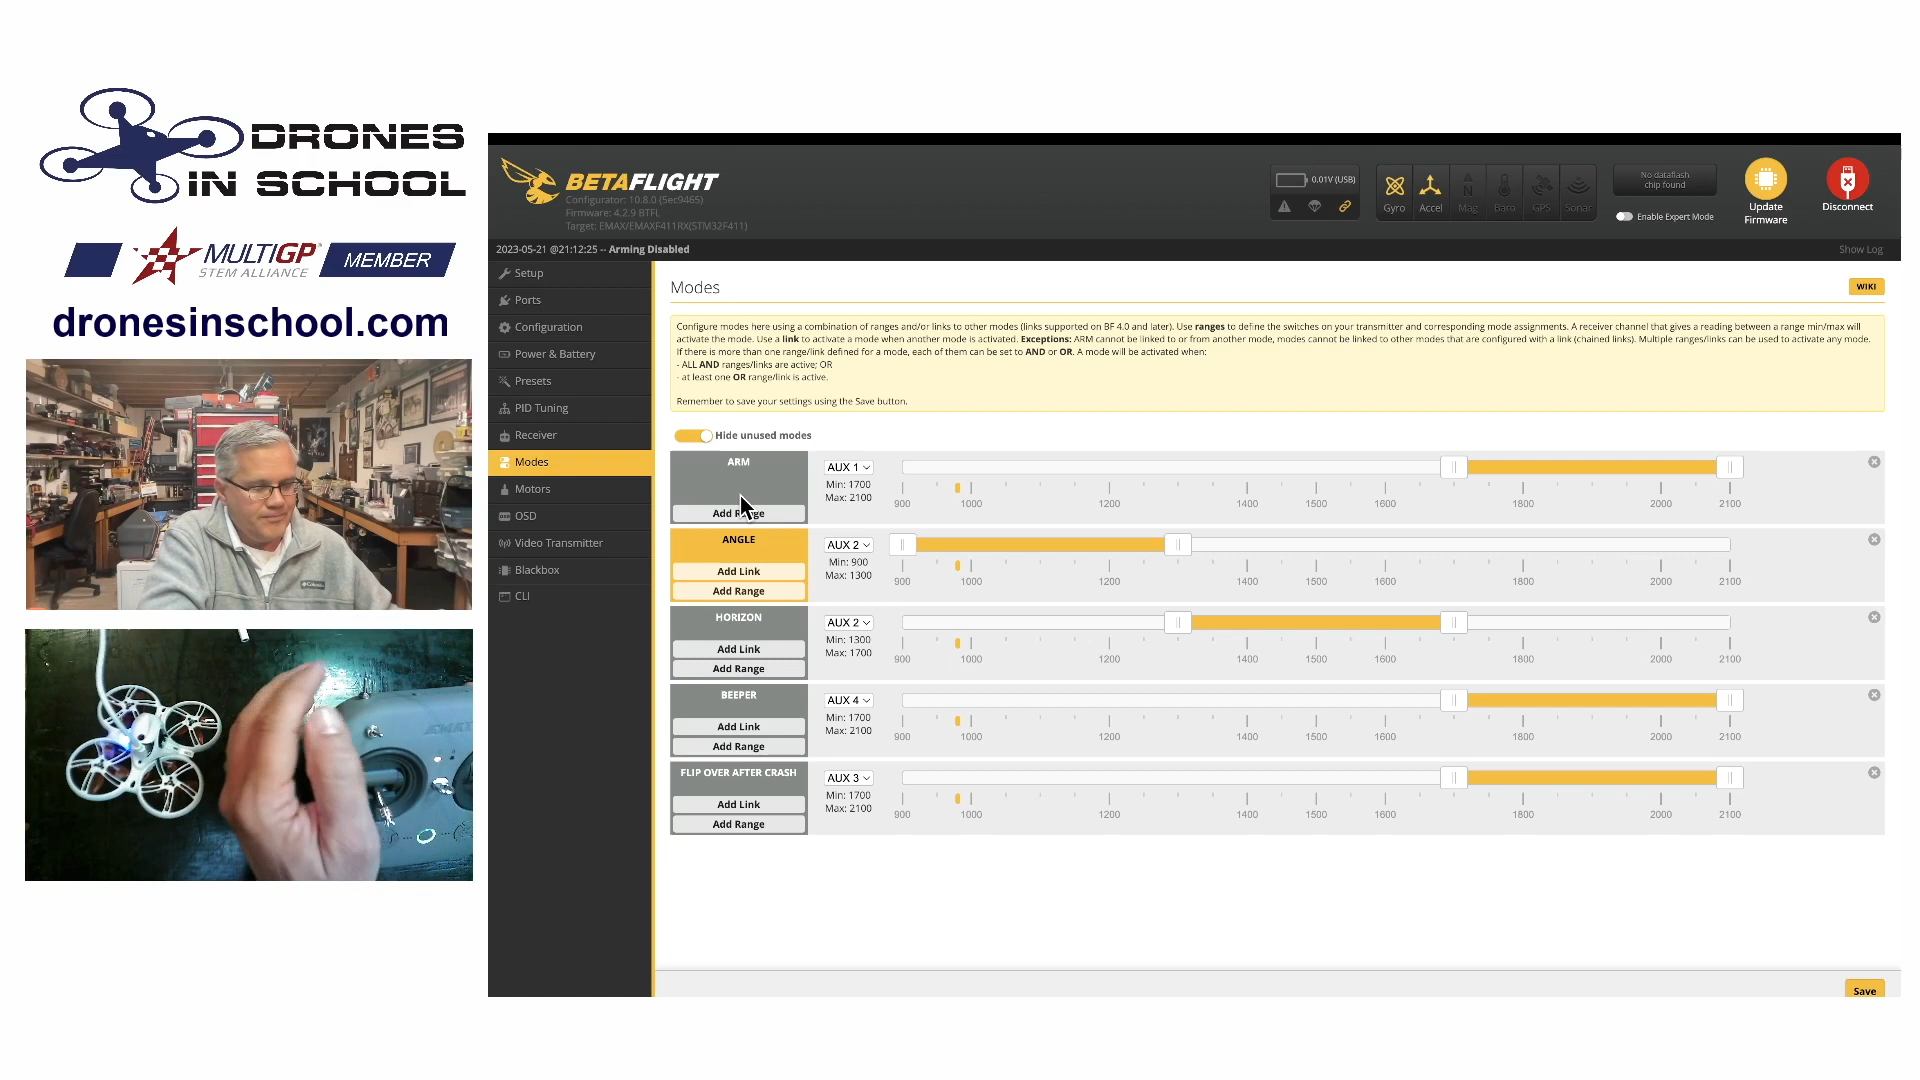 DRONES
IN SCHOOL
MULTIGP
STEM ALLIANCE
MEMBER
dronesinschool.com
BETAFLIGHT
Configurator: 10.8.0 (5ec9465)
Firmware: 4.2.9 BTFL
Target: EMAX/EMAXF411RX(STM32F411)
0.01V (USB)
Gyro
Accel
Mag
Baro
GPS
Sonar
No dataflash
chip found
Enable Expert Mode
Update
Firmware
Disconnect
2023-05-21 @21:12:25 -- Arming Disabled
Show Log
Setup
Ports
Configuration
Power & Battery
Presets
PID Tuning
Receiver
Modes
Motors
OSD
Video Transmitter
Blackbox
CLI
Modes
WIKI
Configure modes here using a combination of ranges and/or links to other modes (links supported on BF 4.0 and later). Use ranges to define the switches on your transmitter and corresponding mode assignments. A receiver channel that gives a reading between a range min/max will
activate the mode. Use a link to activate a mode when another mode is activated. Exceptions: ARM cannot be linked to or from another mode, modes cannot be linked to other modes that are configured with a link (chained links). Multiple ranges/links can be used to activate any mode.
If there is more than one range/link defined for a mode, each of them can be set to AND or OR. A mode will be activated when:
- ALL AND ranges/links are active; OR
- at least one OR range/link is active.
Remember to save your settings using the Save button.
Hide unused modes
ARM
Add Range
AUX 1
Min: 1700
Max: 2100
900 1000 1200 1400 1500 1600 1800 2000 2100
ANGLE
Add Link
Add Range
AUX 2
Min: 900
Max: 1300
900 1000 1200 1400 1500 1600 1800 2000 2100
HORIZON
Add Link
Add Range
AUX 2
Min: 1300
Max: 1700
900 1000 1200 1400 1500 1600 1800 2000 2100
BEEPER
Add Link
Add Range
AUX 4
Min: 1700
Max: 2100
900 1000 1200 1400 1500 1600 1800 2000 2100
FLIP OVER AFTER CRASH
Add Link
Add Range
AUX 3
Min: 1700
Max: 2100
900 1000 1200 1400 1500 1600 1800 2000 2100
Save